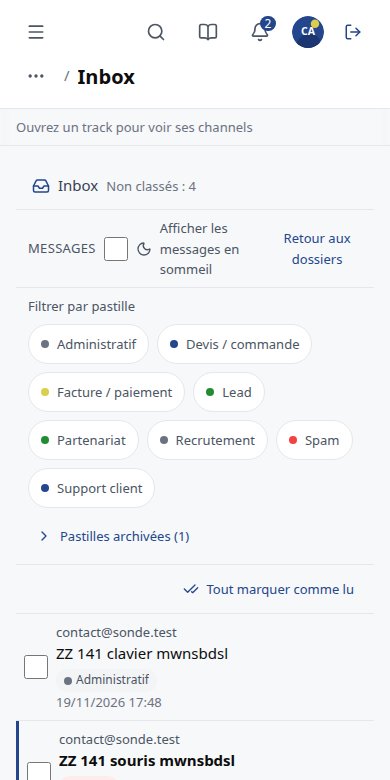 2
CA
/ Inbox
Ouvrez un track pour voir ses channels
Inbox Non classés : 4
MESSAGES
Afficher les
messages en
sommeil
Retour aux
dossiers
Filtrer par pastille
Administratif
Devis / commande
Facture / paiement
Lead
Partenariat
Recrutement
Spam
Support client
Pastilles archivées (1)
Tout marquer comme lu
contact@sonde.test
ZZ 141 clavier mwnsbdsl
Administratif
19/11/2026 17:48
contact@sonde.test
ZZ 141 souris mwnsbdsl